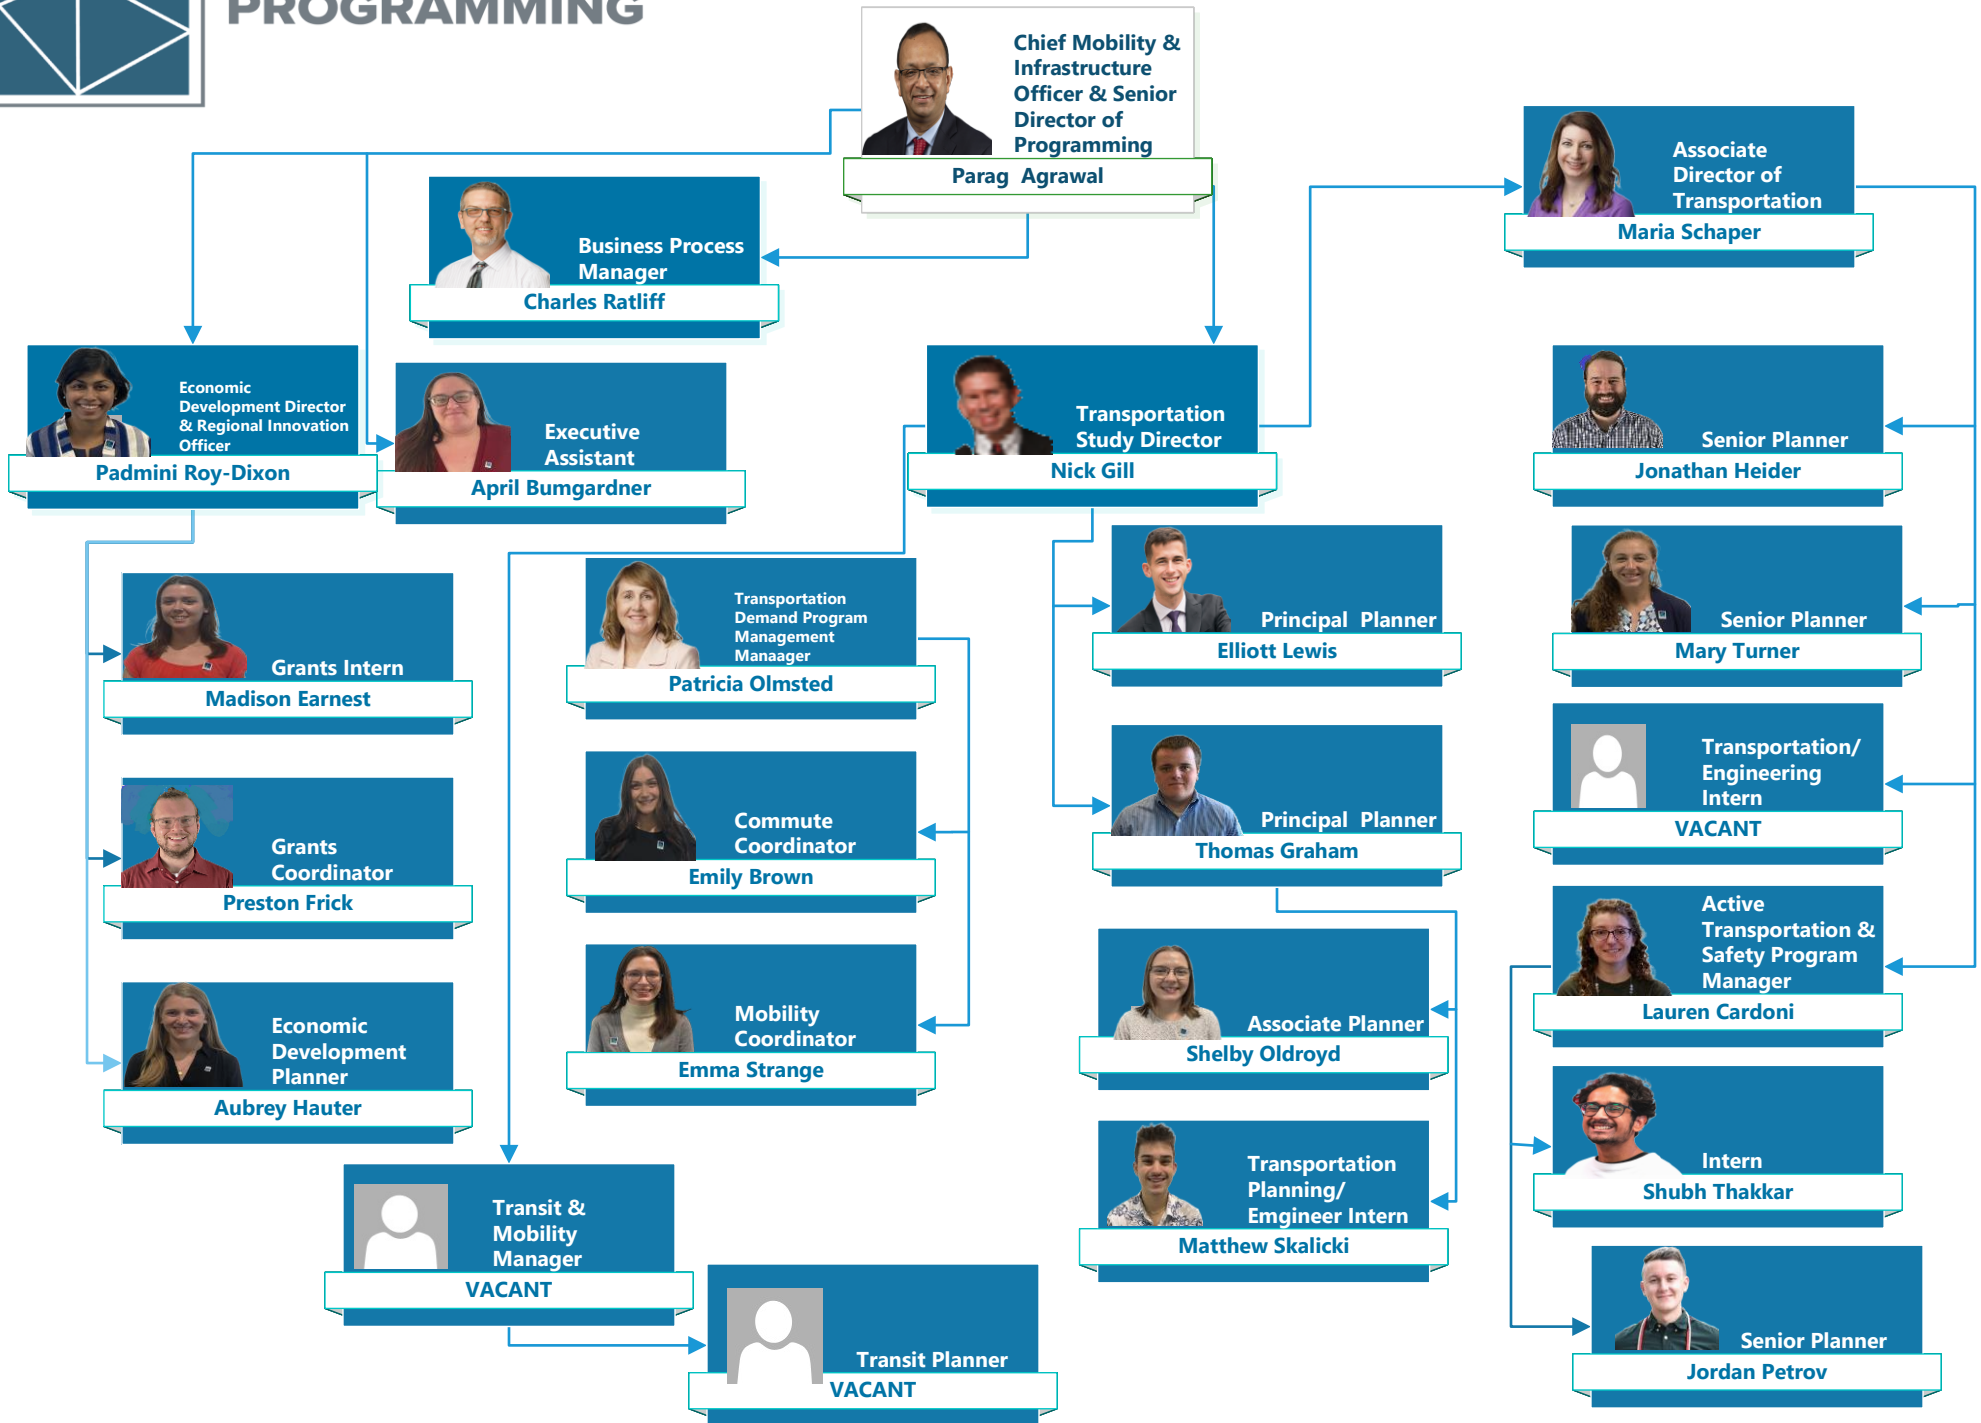 PROGRAMMING
Chief Mobility &
Infrastructure
Officer & Senior
Director of
Programming
Parag Agrawal
Associate
Director of
Transportation
Maria Schaper
Business Process
Manager
Charles Ratliff
Economic
Development Director
& Regional Innovation
Officer
Padmini Roy-Dixon
Executive
Assistant
April Bumgardner
Transportation
Study Director
Nick Gill
Senior Planner
Jonathan Heider
Grants Intern
Madison Earnest
Transportation
Demand Program
Management
Manaager
Patricia Olmsted
Principal Planner
Elliott Lewis
Senior Planner
Mary Turner
Grants
Coordinator
Preston Frick
Commute
Coordinator
Emily Brown
Principal Planner
Thomas Graham
Transportation/
Engineering
Intern
VACANT
Economic
Development
Planner
Aubrey Hauter
Mobility
Coordinator
Emma Strange
Associate Planner
Shelby Oldroyd
Active
Transportation &
Safety Program
Manager
Lauren Cardoni
Transit &
Mobility
Manager
VACANT
Transportation
Planning/
Emgineer Intern
Matthew Skalicki
Intern
Shubh Thakkar
Transit Planner
VACANT
Senior Planner
Jordan Petrov